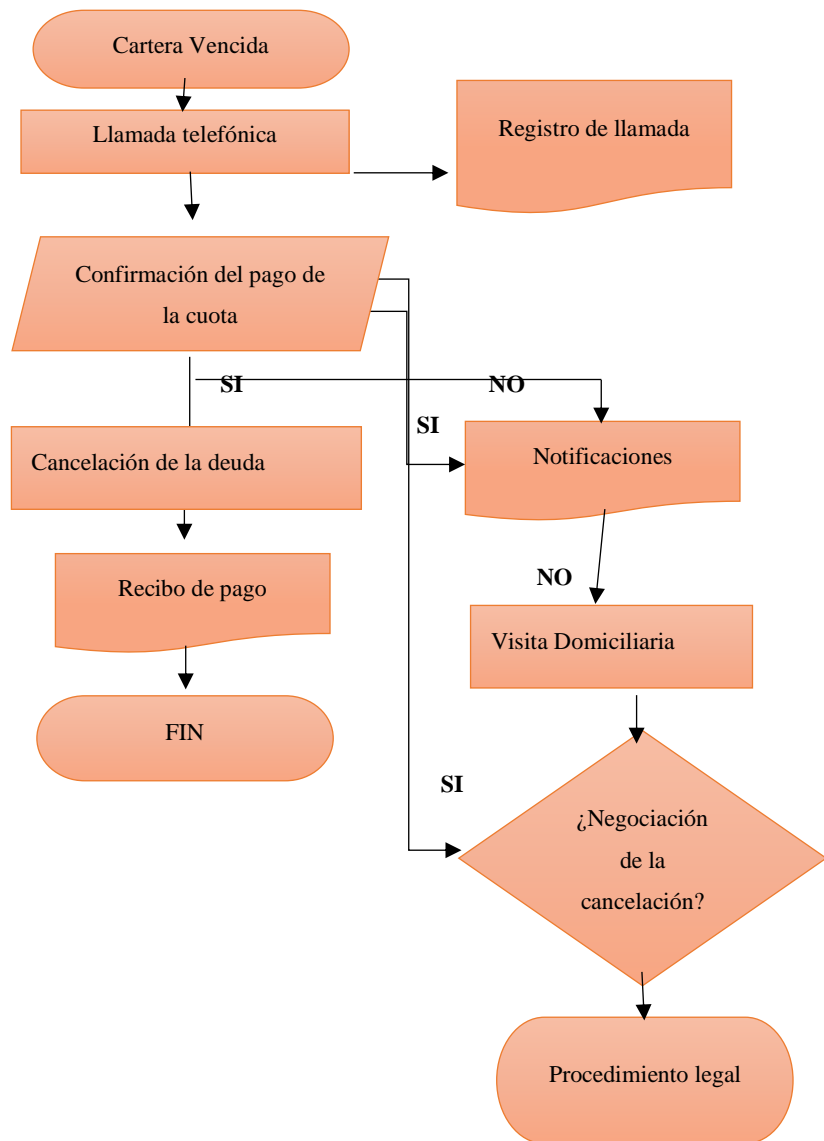 Cartera Vencida
Llamada telefónica
Registro de llamada
Confirmación del pago de
la cuota
SI
NO
SI
Cancelación de la deuda
Notificaciones
Recibo de pago
NO
Visita Domiciliaria
FIN
SI
¿Negociación
de la
cancelación?
Procedimiento legal